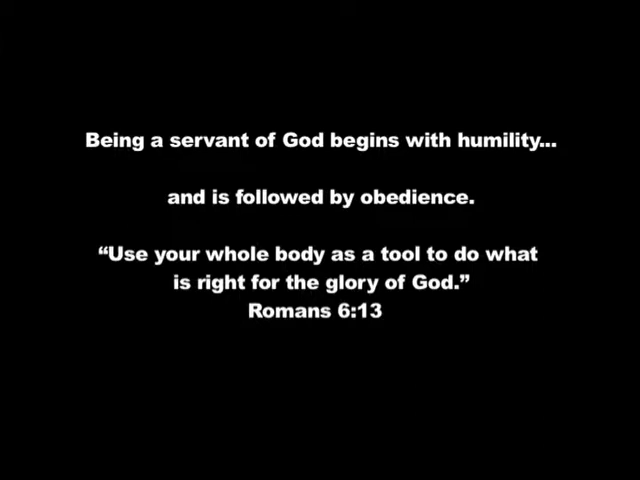 Being a servant of God begins with humility...
and is followed by obedience.
“Use your whole body as a tool to do what
is right for the glory of God.”
Romans 6:13